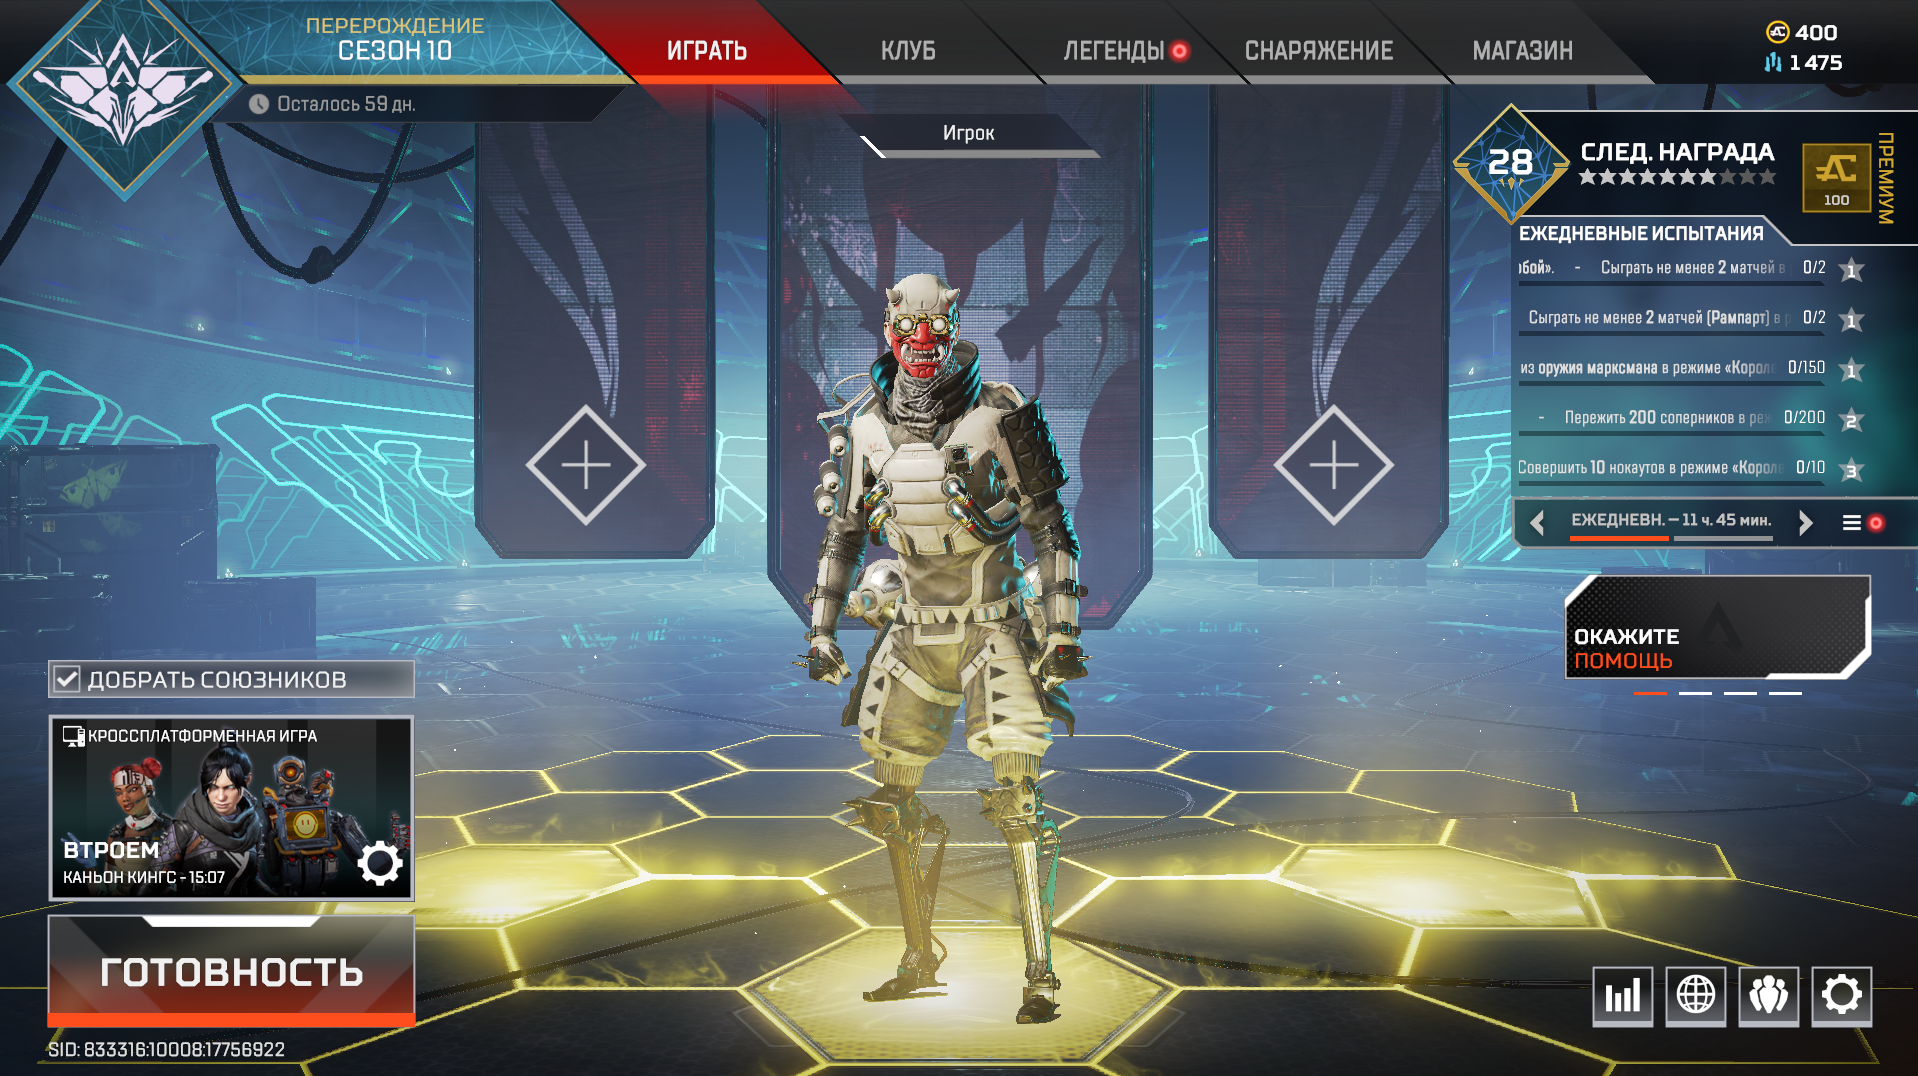 ПЕРЕРОЖДЕНИЕ
СЕЗОН 10
Осталось 59 дн.
ИГРАТЬ
КЛУБ
ЛЕГЕНДЫ
СНАРЯЖЕНИЕ
МАГАЗИН
400
1 475
Игрок
28
СЛЕД. НАГРАДА
100
ПРЕМИУМ
ЕЖЕДНЕВНЫЕ ИСПЫТАНИЯ
обой». - Сыграть не менее 2 матчей в 0/2 1
Сыграть не менее 2 матчей (Рампарт) в р 0/2 1
из оружия марксмана в режиме «Короле 0/150 1
- Пережить 200 соперников в реж 0/200 2
Совершить 10 нокаутов в режиме «Короле 0/10 3
ЕЖЕДНЕВН. – 11 ч. 45 мин.
ОКАЖИТЕ
ПОМОЩЬ
ДОБРАТЬ СОЮЗНИКОВ
КРОССПЛАТФОРМЕННАЯ ИГРА
ВТРОЕМ
КАНЬОН КИНГС - 15:07
ГОТОВНОСТЬ
SID: 833316:10008:17756922